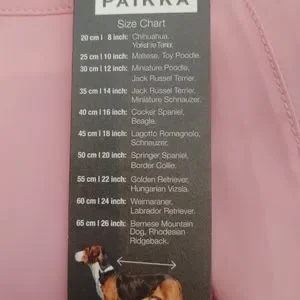 PAIKKA
Size Chart
20 cm | 8 inch: Chihuahua,
Yorkshire Terrier.
25 cm | 10 inch: Maltese, Toy Poodle.
30 cm | 12 inch: Miniature Poodle,
Jack Russel Terrier.
35 cm | 14 inch: Jack Russel Terrier,
Miniature Schnauzer.
40 cm | 16 inch: Cocker Spaniel,
Beagle.
45 cm | 18 inch: Lagotto Romagnolo,
Schnauzer.
50 cm | 20 inch: Springer Spaniel,
Border Collie.
55 cm | 22 inch: Golden Retriever,
Hungarian Vizsla.
60 cm | 24 inch: Weimaraner,
Labrador Retriever.
65 cm | 26 inch: Bernese Mountain
Dog, Rhodesian
Ridgeback.